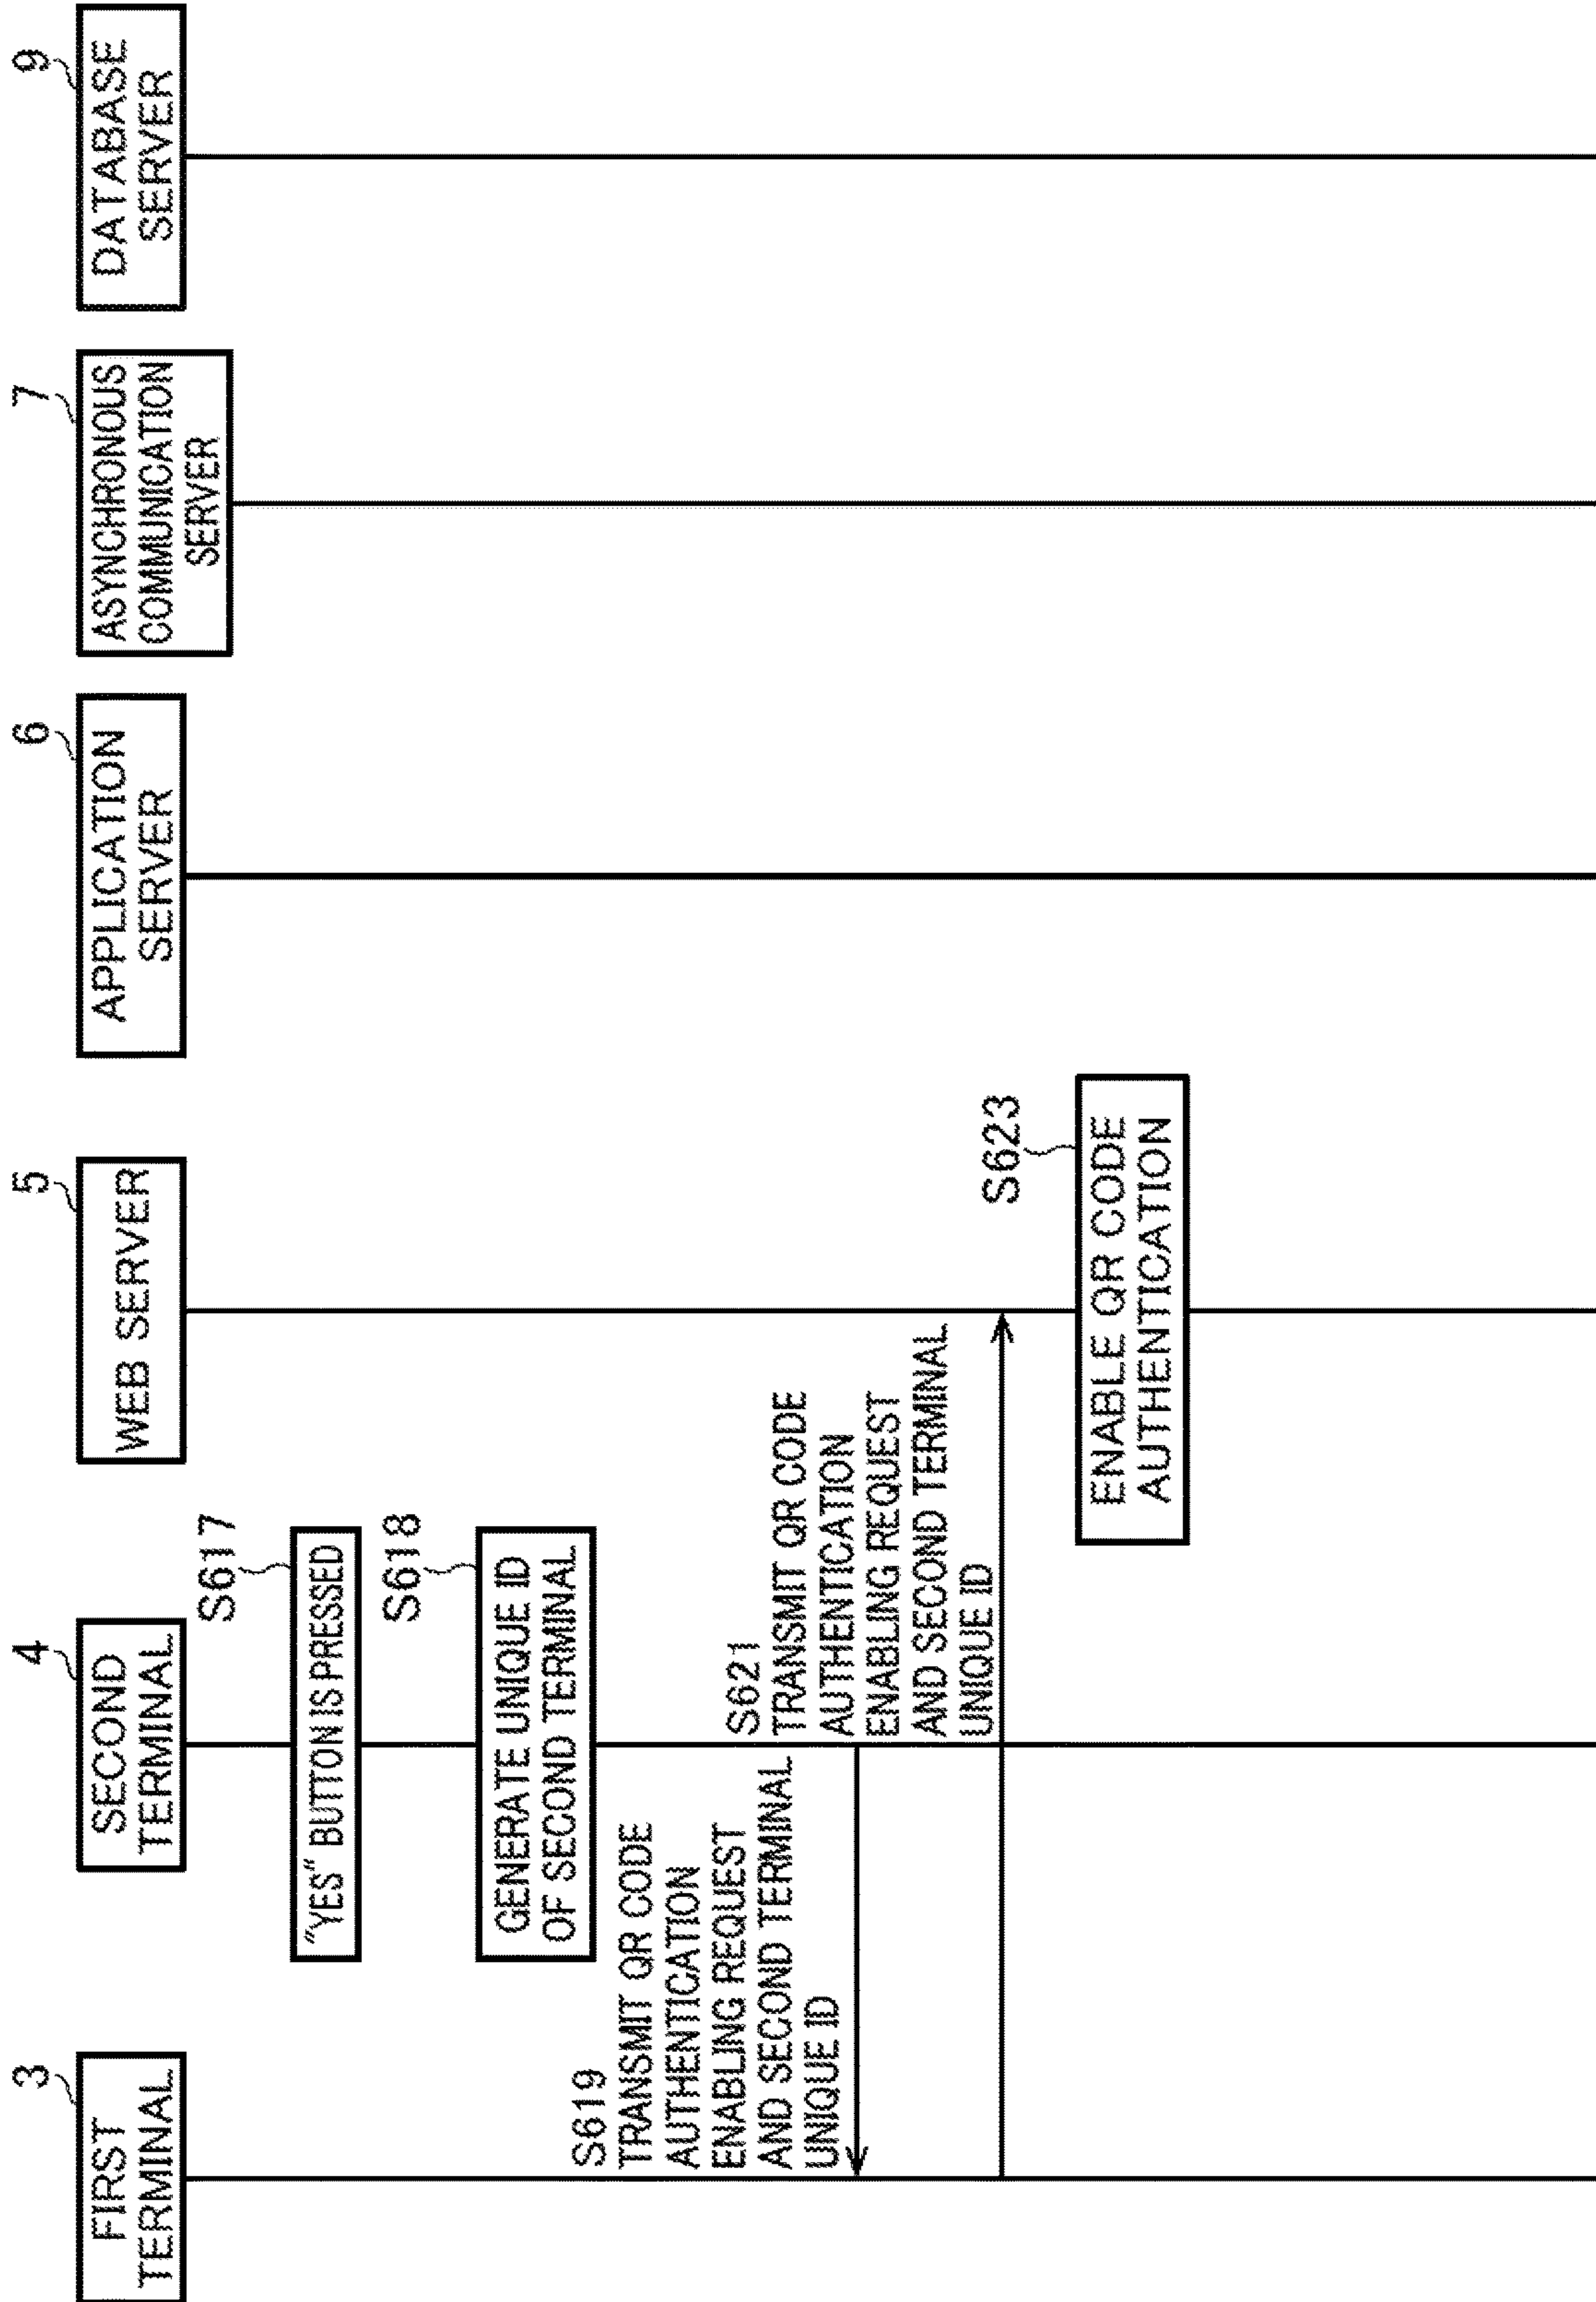 3
FIRST
TERMINAL
4
SECOND
TERMINAL
5
WEB SERVER
6
APPLICATION
SERVER
7
ASYNCHRONOUS
COMMUNICATION
SERVER
9
DATABASE
SERVER
S617
"YES" BUTTON IS PRESSED
S618
GENERATE UNIQUE ID
OF SECOND TERMINAL
S619
TRANSMIT QR CODE
AUTHENTICATION
ENABLING REQUEST
AND SECOND TERMINAL
UNIQUE ID
S621
TRANSMIT QR CODE
AUTHENTICATION
ENABLING REQUEST
AND SECOND TERMINAL
UNIQUE ID
S623
ENABLE QR CODE
AUTHENTICATION